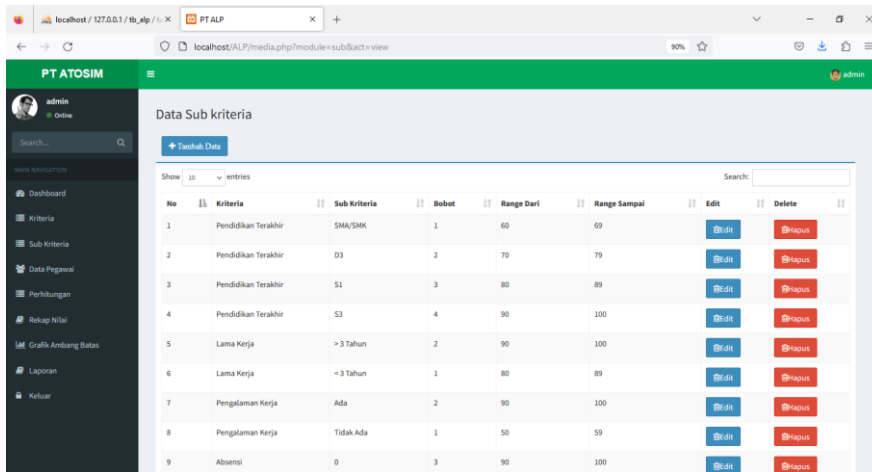 localhost / 127.0.0.1 / tb_alp / t
PT ALP
localhost/ALP/media.php?module=sub&act=view
90%
PT ATOSIM
admin
admin
Online
Search...
MAIN NAVIGATION
Dashboard
Kriteria
Sub Kriteria
Data Pegawai
Perhitungan
Rekap Nilai
Grafik Ambang Batas
Laporan
Keluar
Data Sub kriteria
Tambah Data
Show 10 entries Search:
No Kriteria Sub Kriteria Bobot Range Dari Range Sampai Edit Delete
1 Pendidikan Terakhir SMA/SMK 1 60 69 Edit Hapus
2 Pendidikan Terakhir D3 2 70 79 Edit Hapus
3 Pendidikan Terakhir S1 3 80 89 Edit Hapus
4 Pendidikan Terakhir S3 4 90 100 Edit Hapus
5 Lama Kerja > 3 Tahun 2 90 100 Edit Hapus
6 Lama Kerja < 3 Tahun 1 80 89 Edit Hapus
7 Pengalaman Kerja Ada 2 90 100 Edit Hapus
8 Pengalaman Kerja Tidak Ada 1 50 59 Edit Hapus
9 Absensi 0 3 90 100 Edit Hapus